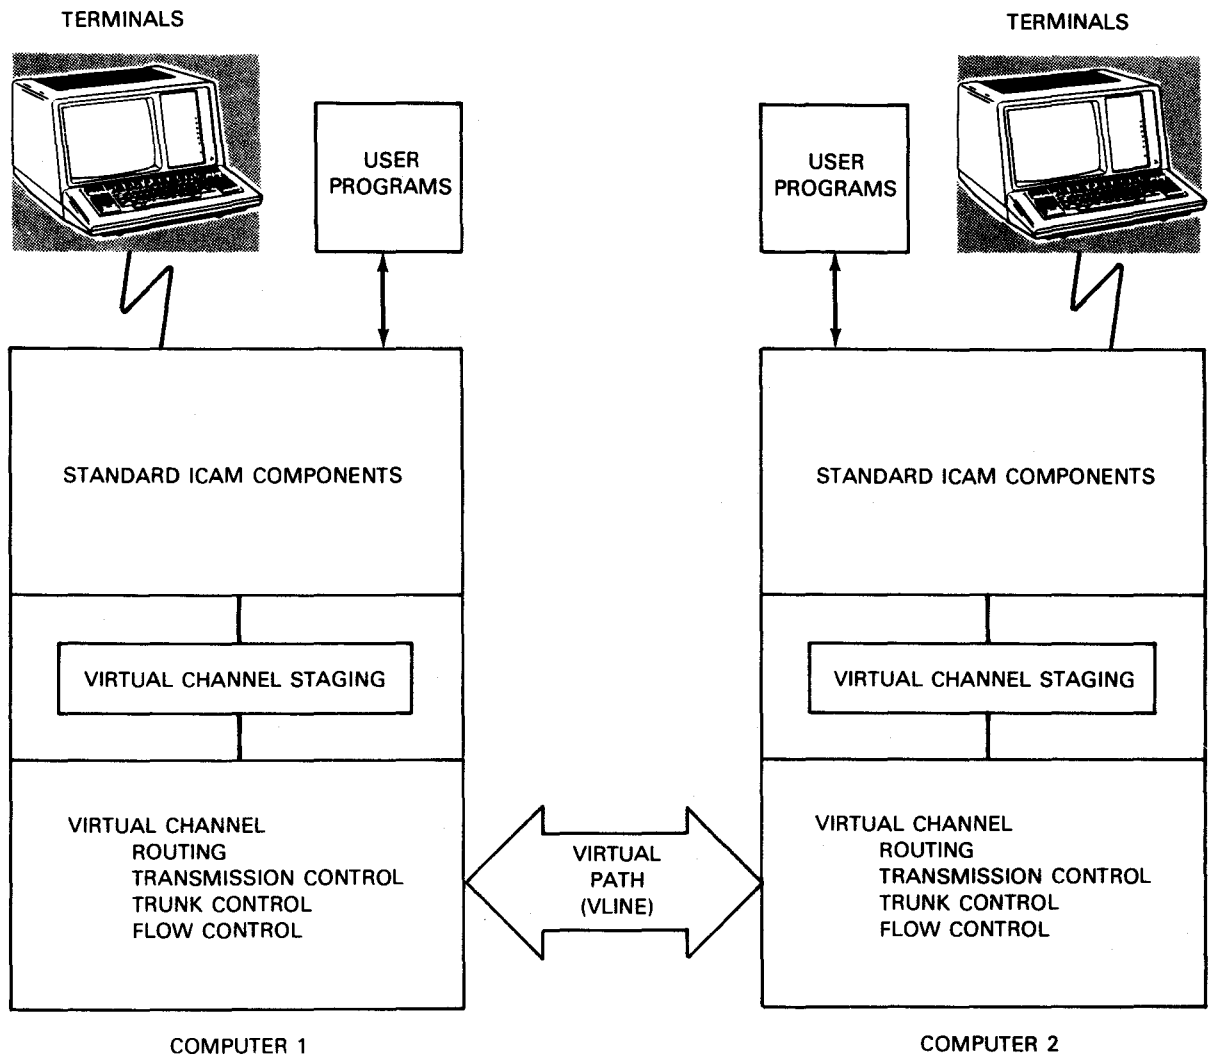 TERMINALS
TERMINALS
USER
PROGRAMS
USER
PROGRAMS
STANDARD ICAM COMPONENTS
STANDARD ICAM COMPONENTS
VIRTUAL CHANNEL STAGING
VIRTUAL CHANNEL STAGING
VIRTUAL CHANNEL
ROUTING
TRANSMISSION CONTROL
TRUNK CONTROL
FLOW CONTROL
VIRTUAL
PATH
(VLINE)
VIRTUAL CHANNEL
ROUTING
TRANSMISSION CONTROL
TRUNK CONTROL
FLOW CONTROL
COMPUTER 1
COMPUTER 2